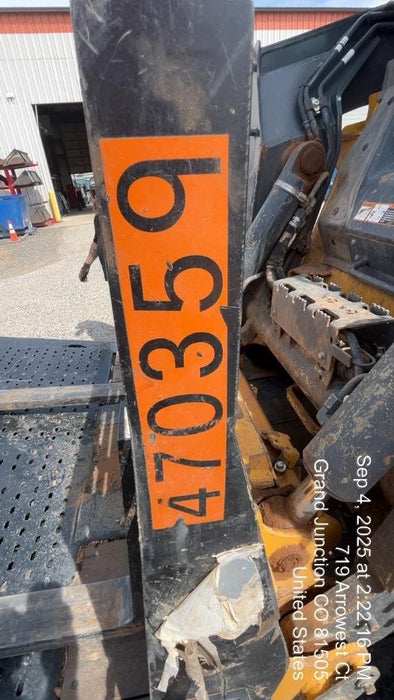 470359
Sep 4, 2025 at 2:22:16 PM
719 Arrowest Ct
Grand Junction CO 81505
United States